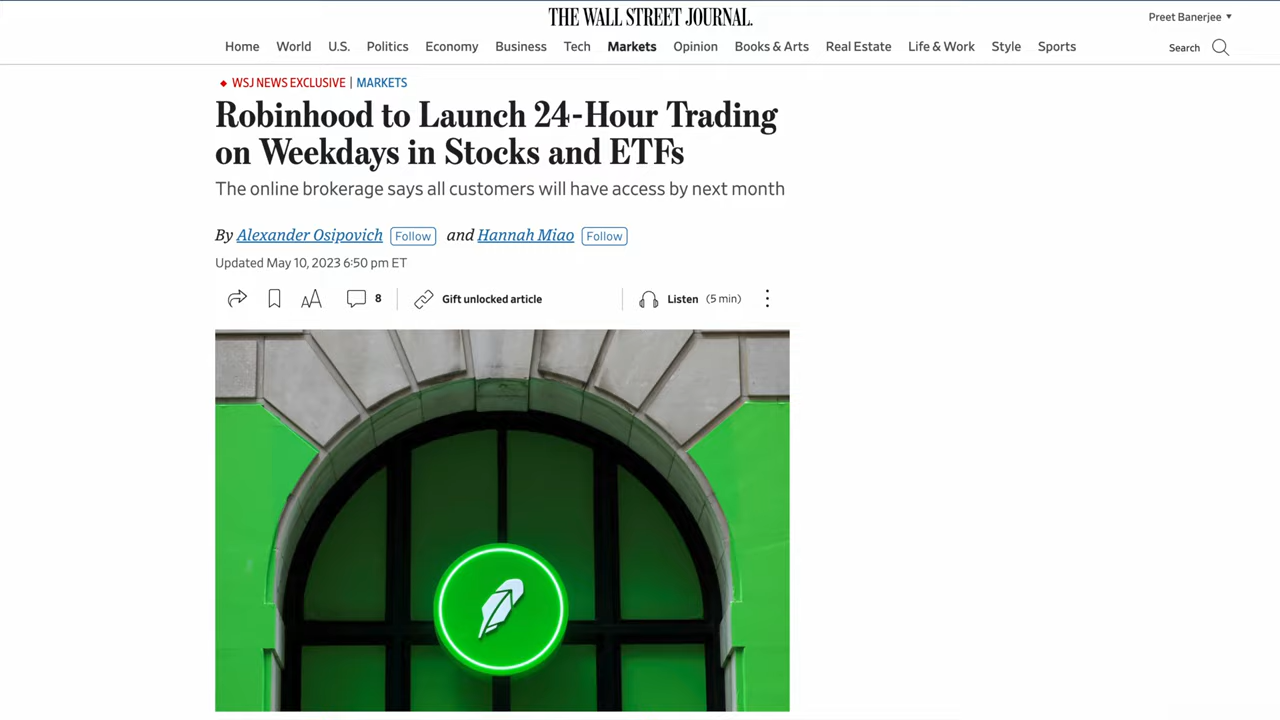 THE WALL STREET JOURNAL.
Preet Banerjee
Home World U.S. Politics Economy Business Tech Markets Opinion Books & Arts Real Estate Life & Work Style Sports Search
WSJ NEWS EXCLUSIVE | MARKETS
Robinhood to Launch 24-Hour Trading
on Weekdays in Stocks and ETFs
The online brokerage says all customers will have access by next month
By Alexander Osipovich Follow and Hannah Miao Follow
Updated May 10, 2023 6:50 pm ET
AA 8 Gift unlocked article Listen (5 min)